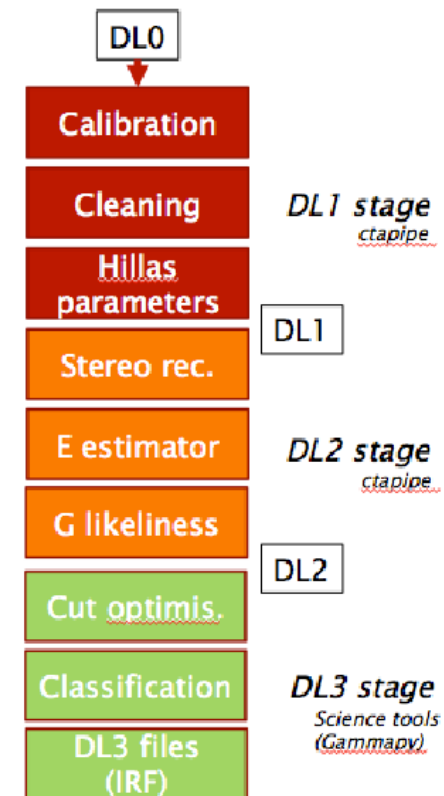 DL0
Calibration
Cleaning
DL1 stage
ctapipe
Hillas
parameters
DL1
Stereo rec.
E estimator
DL2 stage
ctapipe
G likeliness
DL2
Cut optimis.
Classification
DL3 stage
Science tools
(Gammapy)
DL3 files
(IRF)